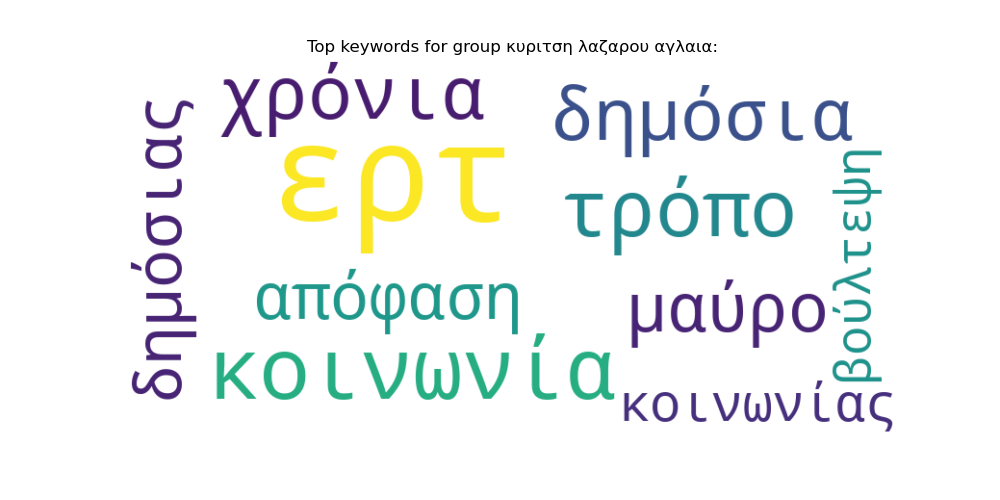 Top keywords for group κυριτση λαζαρου αγλαια:
χρόνια
δημόσια
δημόσιας
ερτ
τρόπο
βούλτεψη
απόφαση
μαύρο
κοινωνία
κοινωνίας